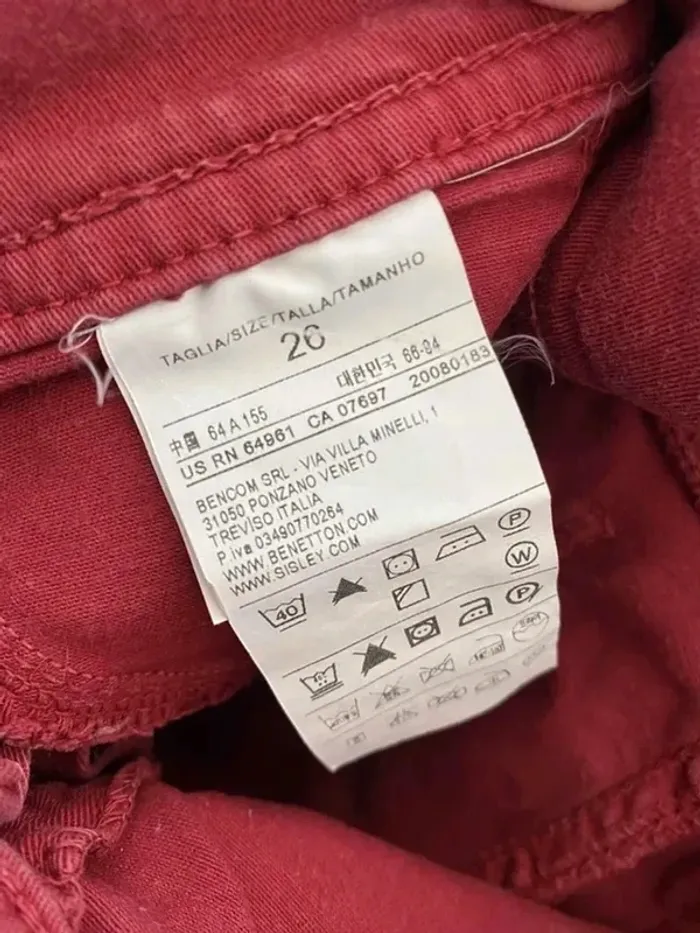 TAGLIA/SIZE/TALLA/TAMANHO
26
中国 64 A 155 대한민국 66-84
US RN 64961 CA 07697 20080183
BENCOM SRL - VIA VILLA MINELLI, 1
31050 PONZANO VENETO
TREVISO ITALIA
P.iva 03490770264
WWW.BENETTON.COM
WWW.SISLEY.COM
40 P
W
P